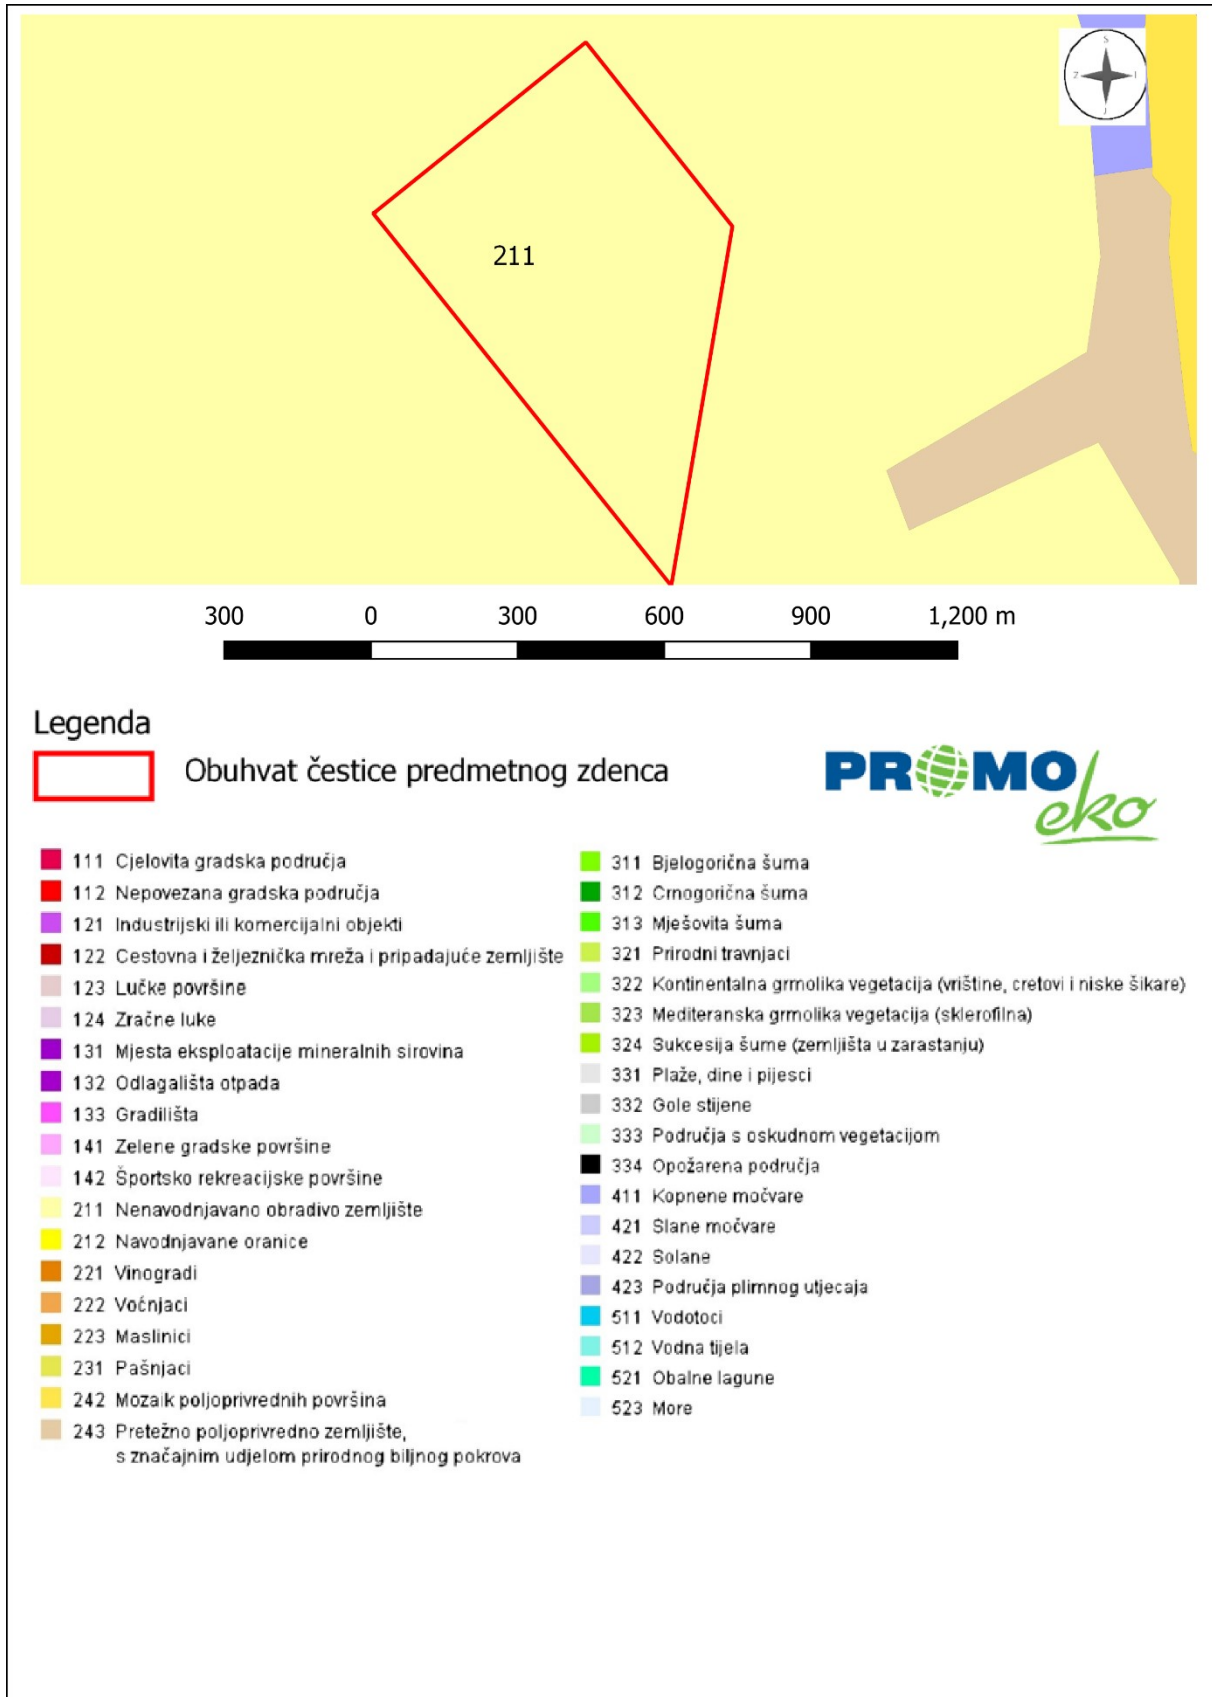 S
Z
I
J
211
300 0 300 600 900 1,200 m
Legenda
Obuhvat čestice predmetnog zdenca
PROMO
eko
111 Cjelovita gradska područja
112 Nepovezana gradska područja
121 Industrijski ili komercijalni objekti
122 Cestovna i željeznička mreža i pripadajuće zemljište
123 Lučke površine
124 Zračne luke
131 Mjesta eksploatacije mineralnih sirovina
132 Odlagališta otpada
133 Gradilišta
141 Zelene gradske površine
142 Športsko rekreacijske površine
211 Nenavodnjavano obradivo zemljište
212 Navodnjavane oranice
221 Vinogradi
222 Voćnjaci
223 Maslinici
231 Pašnjaci
242 Mozaik poljoprivrednih površina
243 Pretežno poljoprivredno zemljište,
s značajnim udjelom prirodnog biljnog pokrova
311 Bjelogorična šuma
312 Crnogorična šuma
313 Mješovita šuma
321 Prirodni travnjaci
322 Kontinentalna grmolika vegetacija (vrištine, cretovi i niske šikare)
323 Mediteranska grmolika vegetacija (sklerofilna)
324 Sukcesija šume (zemljišta u zarastanju)
331 Plaže, dine i pijesci
332 Gole stijene
333 Područja s oskudnom vegetacijom
334 Opožarena područja
411 Kopnene močvare
421 Slane močvare
422 Solane
423 Područja plimnog utjecaja
511 Vodotoci
512 Vodna tijela
521 Obalne lagune
523 More